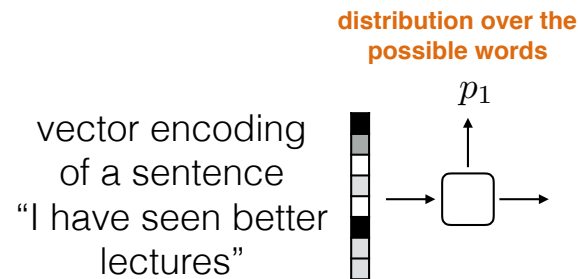 distribution over the
possible words
p₁
vector encoding
of a sentence
“I have seen better
lectures”